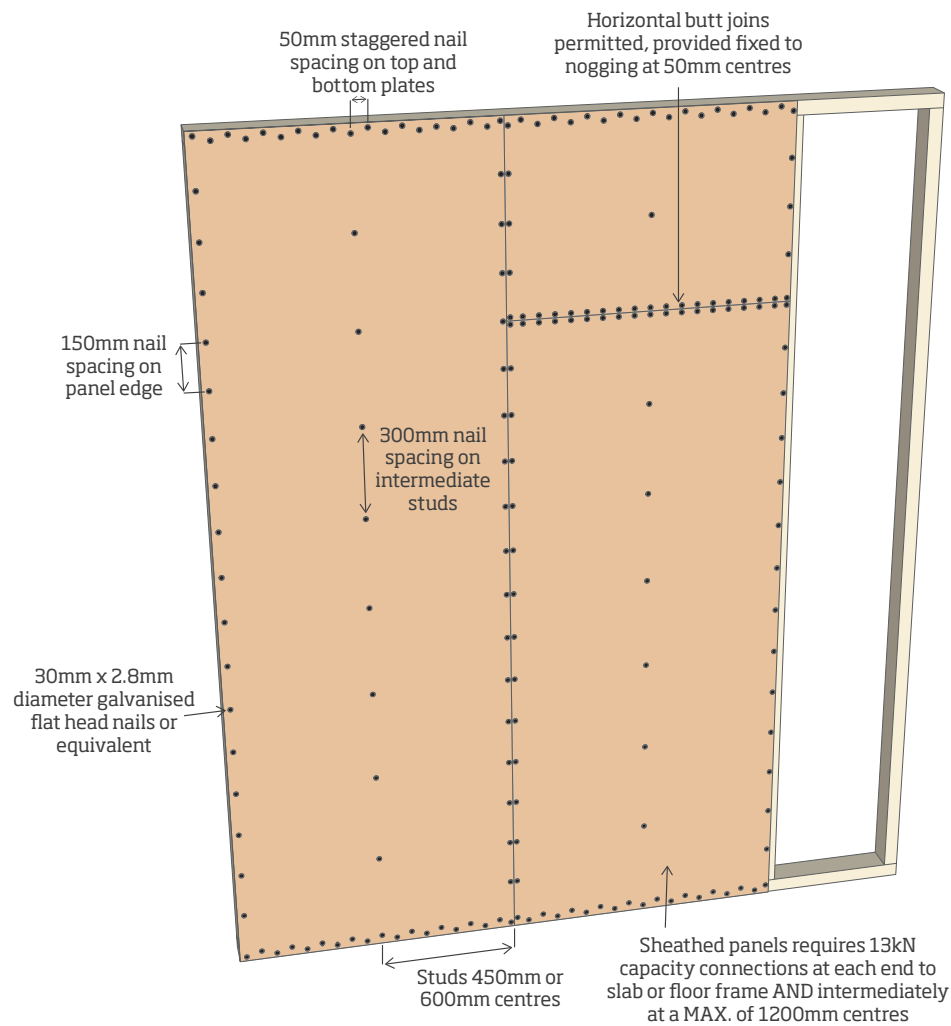 50mm staggered nail
spacing on top and
bottom plates
Horizontal butt joins
permitted, provided fixed to
nogging at 50mm centres
150mm nail
spacing on
panel edge
300mm nail
spacing on
intermediate
studs
30mm x 2.8mm
diameter galvanised
flat head nails or
equivalent
Studs 450mm or
600mm centres
Sheathed panels requires 13kN
capacity connections at each end to
slab or floor frame AND intermediately
at a MAX. of 1200mm centres